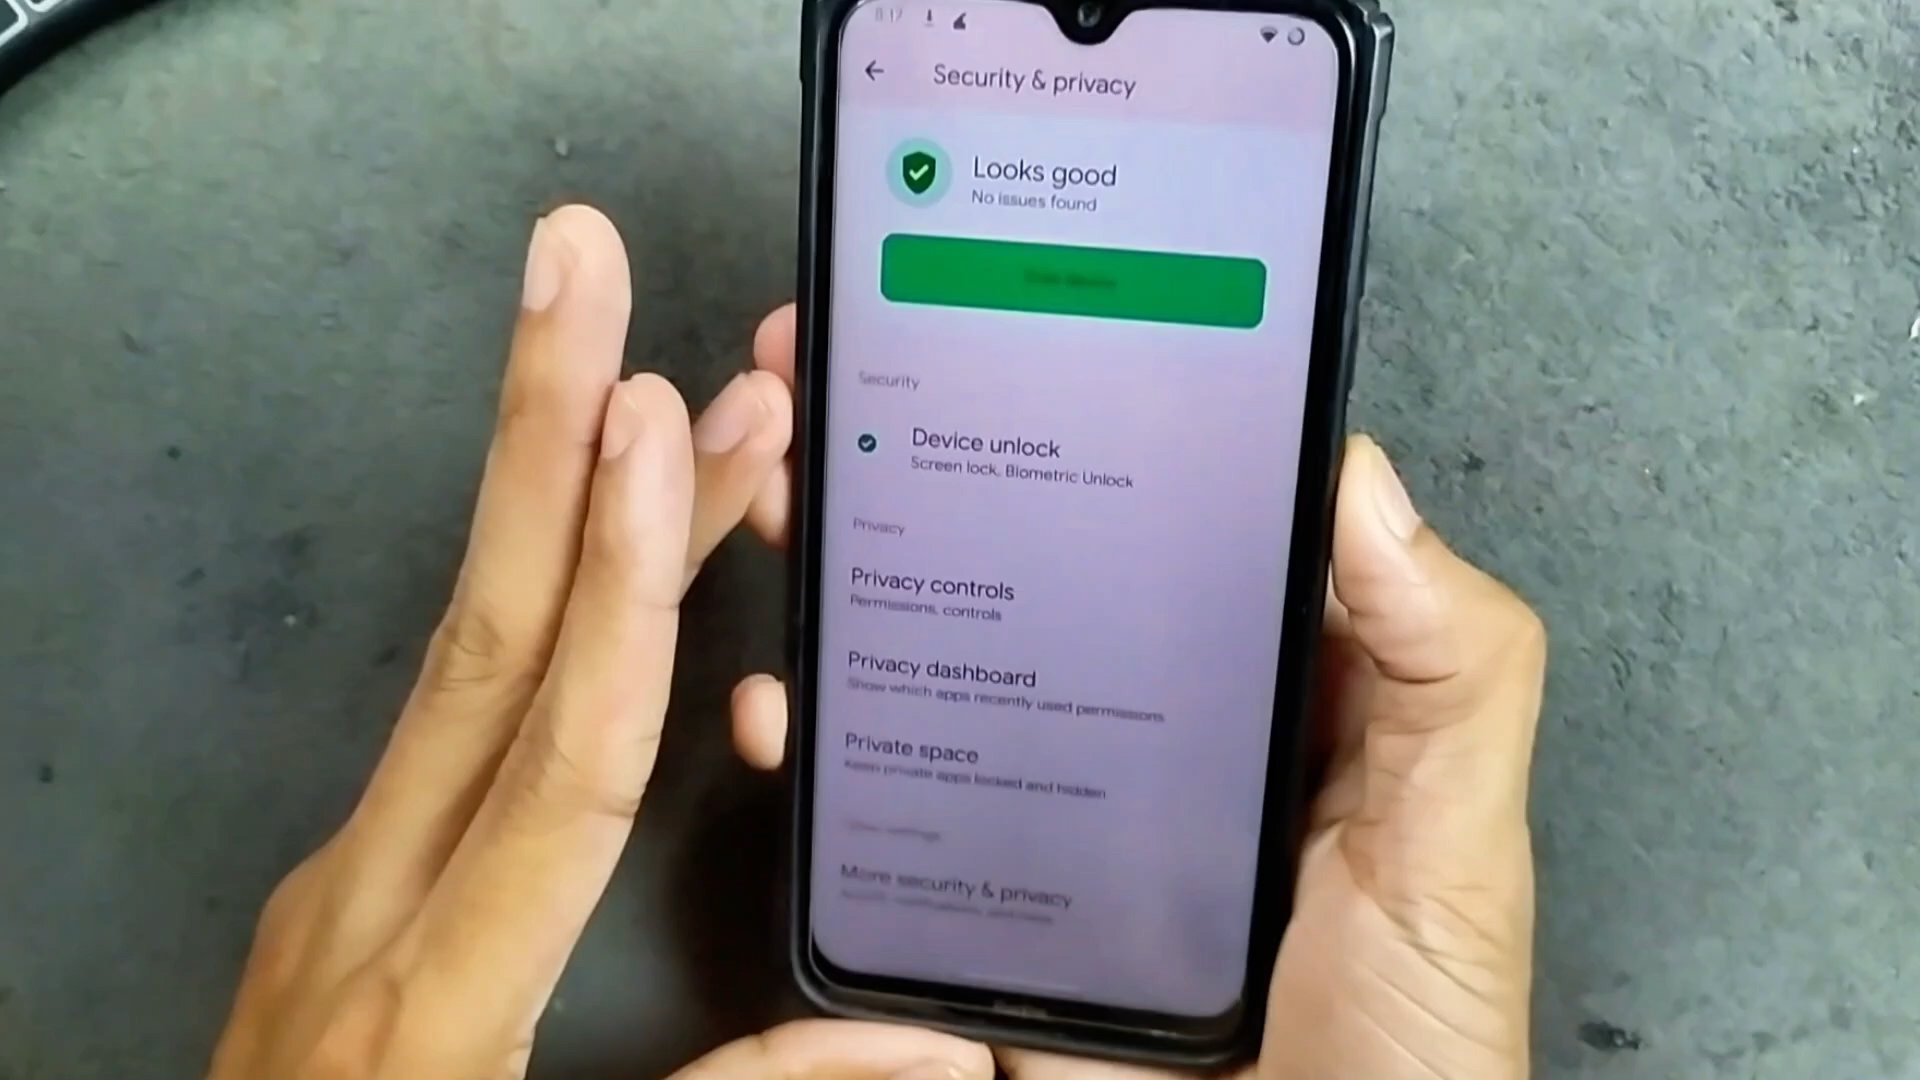 8:17
Security & privacy
Looks good
No issues found
Security
Device unlock
Screen lock, Biometric Unlock
Privacy
Privacy controls
Permissions, controls
Privacy dashboard
Show which apps recently used permissions
Private space
Keep private apps locked and hidden
More security & privacy